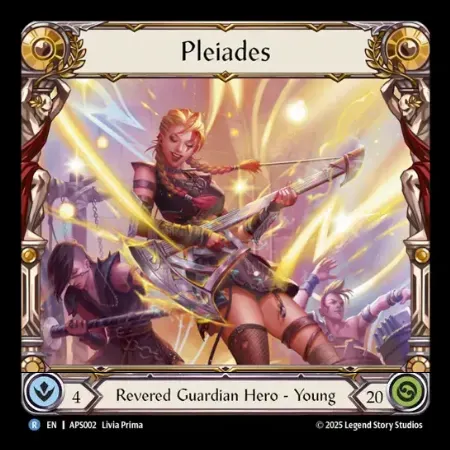 Pleiades
4 Revered Guardian Hero - Young 20
R EN | APS002 Livia Prima © 2025 Legend Story Studios